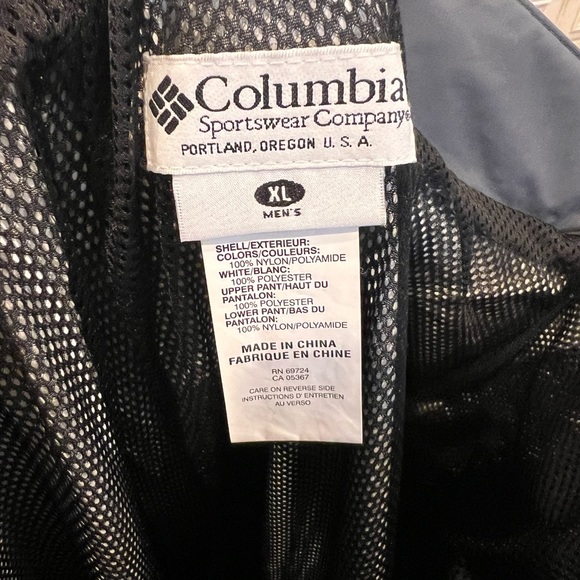 Columbia
Sportswear Company®
PORTLAND, OREGON U. S. A.
XL
MEN'S
SHELL/EXTERIEUR:
COLORS/COULEURS:
100% NYLON/POLYAMIDE
WHITE/BLANC:
100% POLYESTER
UPPER PANT/HAUT DU
PANTALON:
100% POLYESTER
LOWER PANT/BAS DU
PANTALON:
100% NYLON/POLYAMIDE
MADE IN CHINA
FABRIQUE EN CHINE
RN 69724
CA 05367
CARE ON REVERSE SIDE
INSTRUCTIONS D' ENTRETIEN
AU VERSO